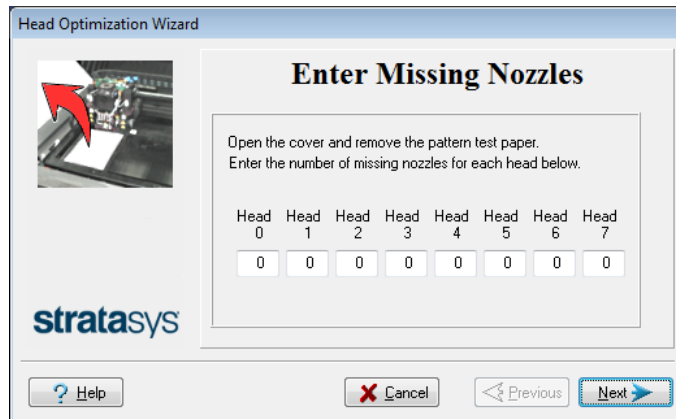 Head Optimization Wizard
Enter Missing Nozzles
Open the cover and remove the pattern test paper.
Enter the number of missing nozzles for each head below.
Head Head Head Head Head Head Head Head
0 1 2 3 4 5 6 7
0 0 0 0 0 0 0 0
stratasys
? Help
Cancel
Previous
Next